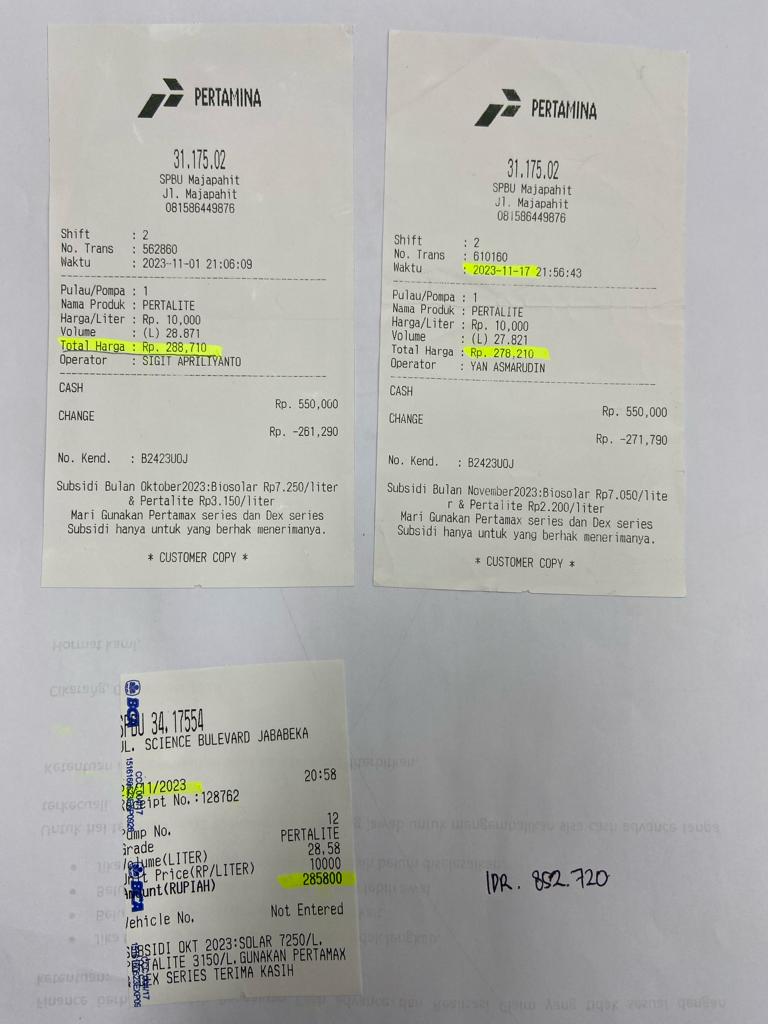 PERTAMINA
31.175.02
SPBU Majapahit
Jl. Majapahit
081586449876
Shift : 2
No. Trans : 562860
Waktu : 2023-11-01 21:06:09
Pulau/Pompa : 1
Nama Produk : PERTALITE
Harga/Liter : Rp. 10,000
Volume : (L) 28.871
Total Harga : Rp. 288,710
Operator : SIGIT APRILIYANTO
CASH
Rp. 550,000
CHANGE
Rp. -261,290
No. Kend. : B2423UOJ
Subsidi Bulan Oktober2023:Biosolar Rp7.250/liter
& Pertalite Rp3.150/liter
Mari Gunakan Pertamax series dan Dex series
Subsidi hanya untuk yang berhak menerimanya.
* CUSTOMER COPY *
PERTAMINA
31.175.02
SPBU Majapahit
Jl. Majapahit
081586449876
Shift : 2
No. Trans : 610160
Waktu : 2023-11-17 21:56:43
Pulau/Pompa : 1
Nama Produk : PERTALITE
Harga/Liter : Rp. 10,000
Volume : (L) 27.821
Total Harga : Rp. 278,210
Operator : YAN ASMARUDIN
CASH
Rp. 550,000
CHANGE
Rp. -271,790
No. Kend. : B2423UOJ
Subsidi Bulan November2023:Biosolar Rp7.050/lite
r & Pertalite Rp2.200/liter
Mari Gunakan Pertamax series dan Dex series
Subsidi hanya untuk yang berhak menerimanya.
* CUSTOMER COPY *
BCA
SPBU 34.17554
JL. SCIENCE BULEVARD JABABEKA
/11/2023 20:58
Receipt No.:128762
Pump No. 12
Grade PERTALITE
Volume(LITER) 28.58
Unit Price(RP/LITER) 10000
Amount(RUPIAH) 285800
BCA
Vehicle No. Not Entered
SUBSIDI OKT 2023:SOLAR 7250/L,
PERTALITE 3150/L.GUNAKAN PERTAMAX
DEX SERIES TERIMA KASIH
IDR. 852.720